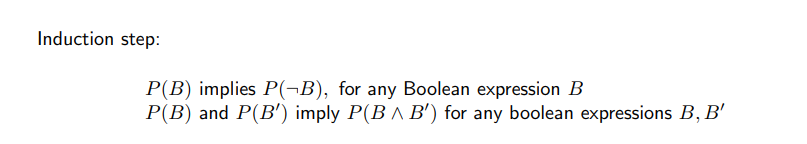 Induction step:
P(B) implies P(¬B), for any Boolean expression B
P(B) and P(B′) imply P(B ∧ B′) for any boolean expressions B, B′